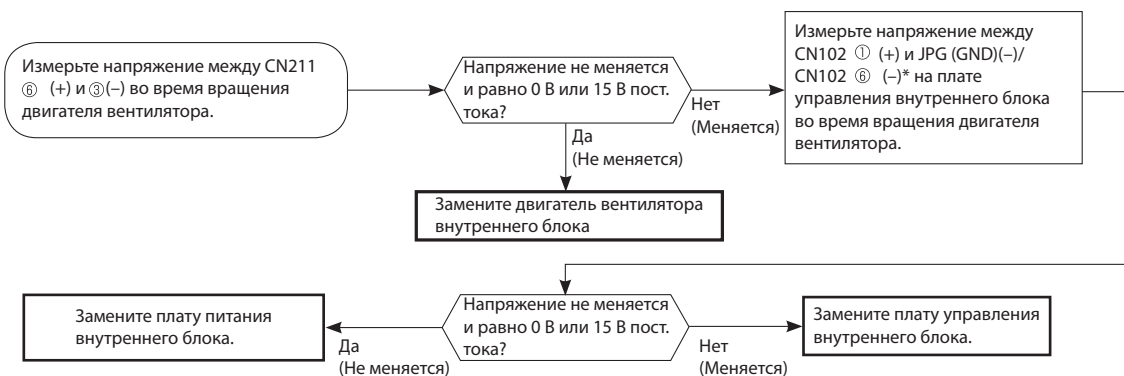 Измерьте напряжение между CN211
⑥ (+) и ③(–) во время вращения
двигателя вентилятора.
Напряжение не меняется
и равно 0 В или 15 В пост.
тока?
Нет
(Меняется)
Измерьте напряжение между
CN102 ① (+) и JPG (GND)(–)/
CN102 ⑥ (–)* на плате
управления внутреннего блока
во время вращения двигателя
вентилятора.
Да
(Не меняется)
Замените двигатель вентилятора
внутреннего блока
Напряжение не меняется
и равно 0 В или 15 В пост.
тока?
Да
(Не меняется)
Замените плату питания
внутреннего блока.
Нет
(Меняется)
Замените плату управления
внутреннего блока.